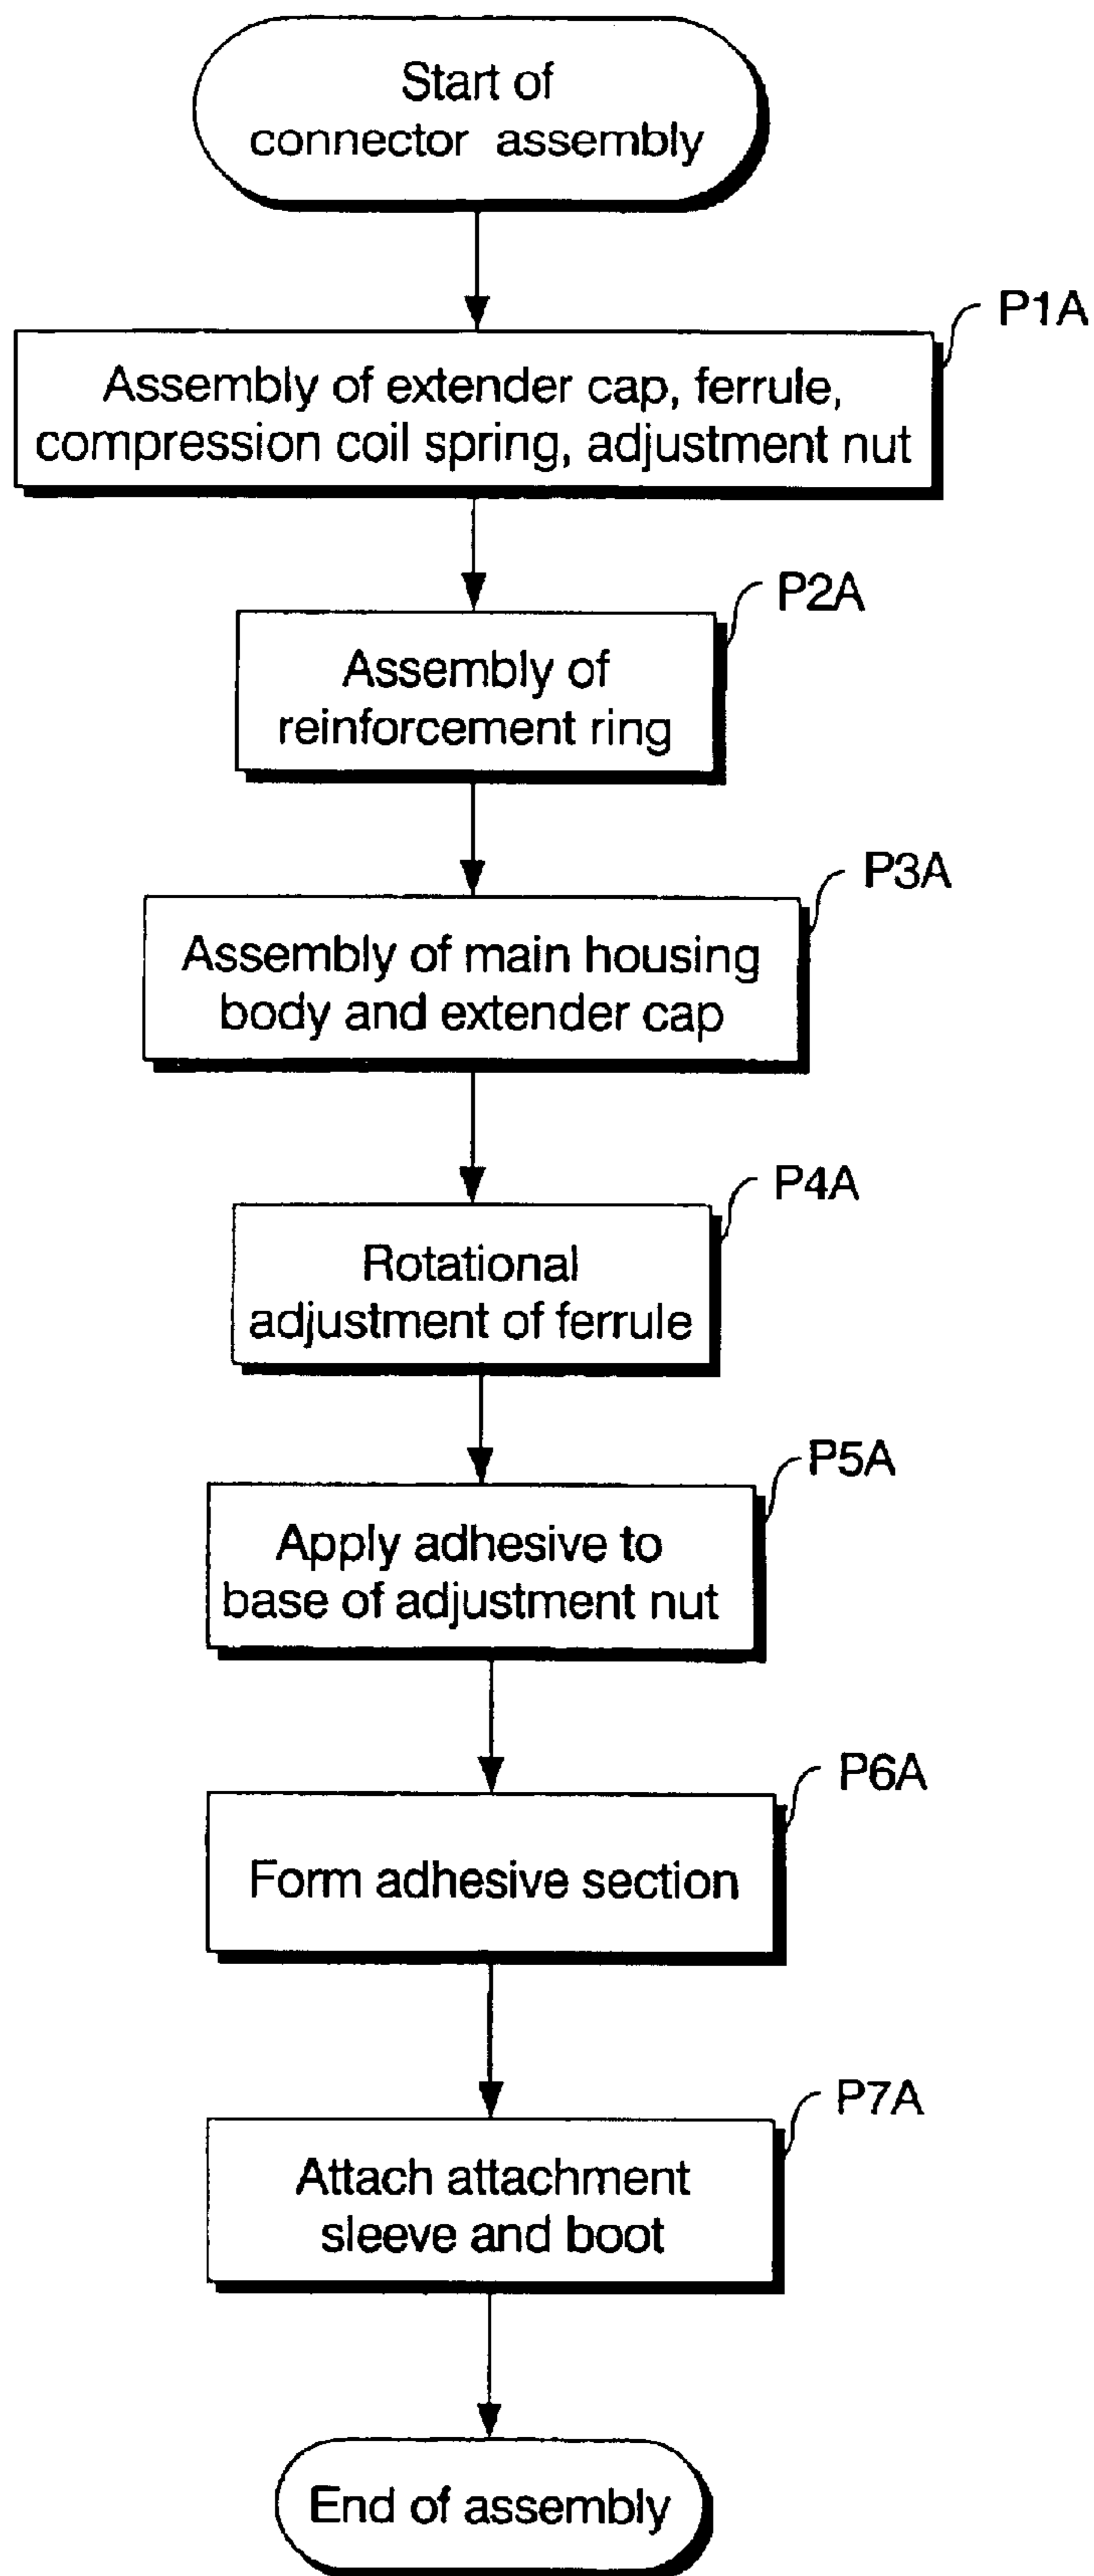 Start of
connector assembly
P1A
Assembly of extender cap, ferrule,
compression coil spring, adjustment nut
P2A
Assembly of
reinforcement ring
P3A
Assembly of main housing
body and extender cap
P4A
Rotational
adjustment of ferrule
P5A
Apply adhesive to
base of adjustment nut
P6A
Form adhesive section
P7A
Attach attachment
sleeve and boot
End of assembly